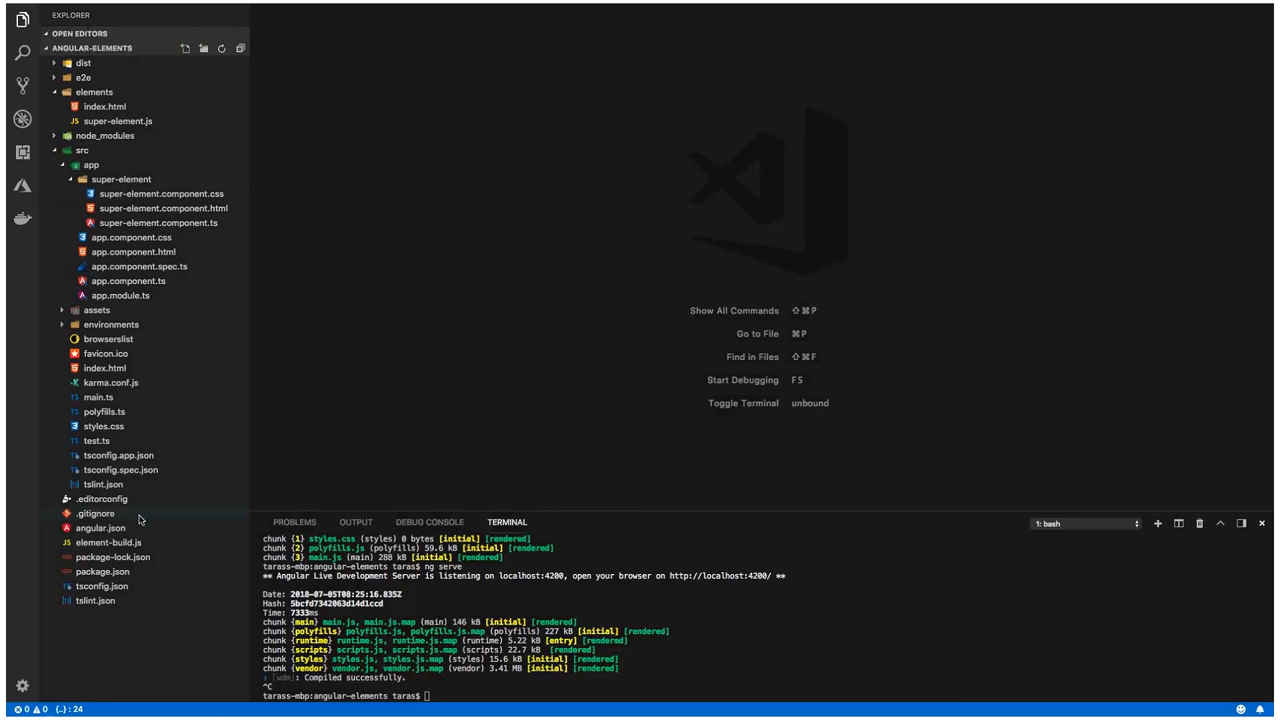 EXPLORER
OPEN EDITORS
ANGULAR-ELEMENTS
dist
e2e
elements
index.html
super-element.js
node_modules
src
app
super-element
super-element.component.css
super-element.component.html
super-element.component.ts
app.component.css
app.component.html
app.component.spec.ts
app.component.ts
app.module.ts
assets
environments
browserslist
favicon.ico
index.html
karma.conf.js
main.ts
polyfills.ts
styles.css
test.ts
tsconfig.app.json
tsconfig.spec.json
tslint.json
.editorconfig
.gitignore
angular.json
element-build.js
package-lock.json
package.json
tsconfig.json
tslint.json
Show All Commands ⇧⌘P
Go to File ⌘P
Find in Files ⇧⌘F
Start Debugging F5
Toggle Terminal unbound
PROBLEMS OUTPUT DEBUG CONSOLE TERMINAL 1: bash
chunk {1} styles.css (styles) 0 bytes [initial] [rendered]
chunk {2} polyfills.js (polyfills) 59.6 kB [initial] [rendered]
chunk {3} main.js (main) 288 kB [initial] [rendered]
tarass-mbp:angular-elements taras$ ng serve
** Angular Live Development Server is listening on localhost:4200, open your browser on http://localhost:4200/ **
Date: 2018-07-05T08:25:16.835Z
Hash: 5bcfd7342063d14d1ccd
Time: 7333ms
chunk {main} main.js, main.js.map (main) 146 kB [initial] [rendered]
chunk {polyfills} polyfills.js, polyfills.js.map (polyfills) 227 kB [initial] [rendered]
chunk {runtime} runtime.js, runtime.js.map (runtime) 5.22 kB [entry] [rendered]
chunk {scripts} scripts.js, scripts.js.map (scripts) 22.7 kB [rendered]
chunk {styles} styles.js, styles.js.map (styles) 15.6 kB [initial] [rendered]
chunk {vendor} vendor.js, vendor.js.map (vendor) 3.41 MB [initial] [rendered]
ℹ ｢wdm｣: Compiled successfully.
^C
tarass-mbp:angular-elements taras$
0 0 {..} : 24